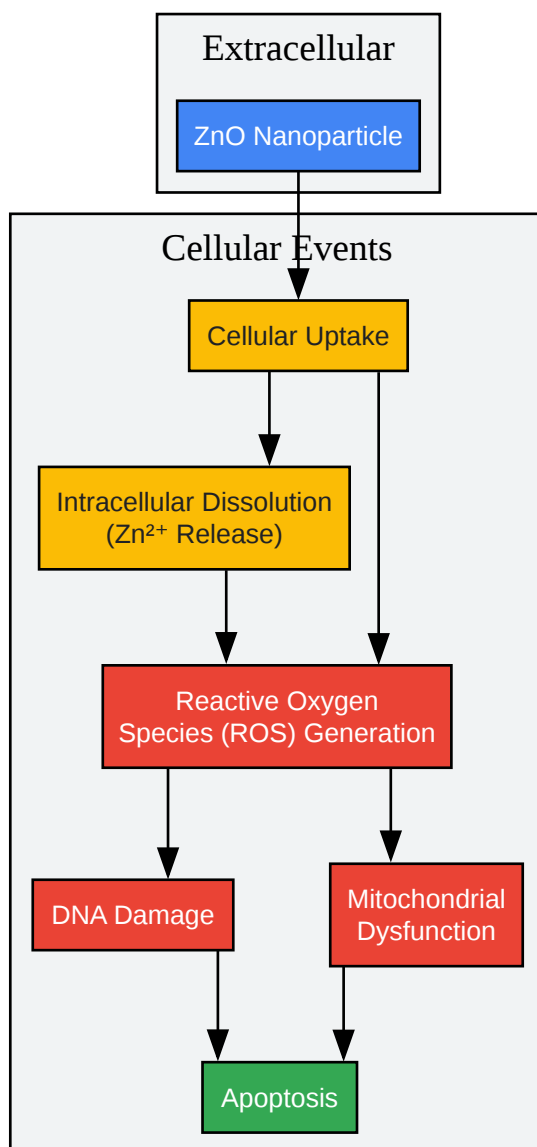 Extracellular
ZnO Nanoparticle
Cellular Events
Cellular Uptake
Intracellular Dissolution
(Zn²⁺ Release)
Reactive Oxygen
Species (ROS) Generation
DNA Damage
Mitochondrial
Dysfunction
Apoptosis